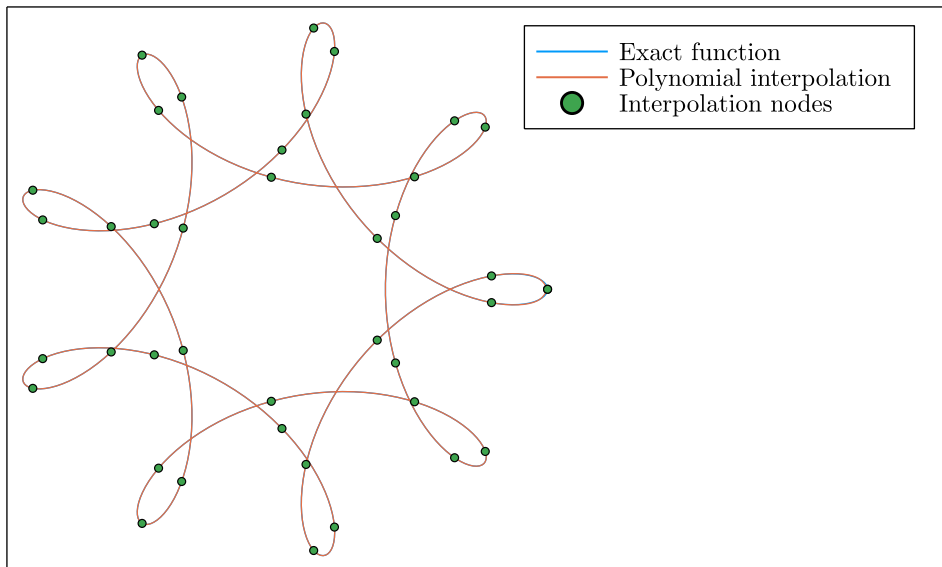 Exact function
Polynomial interpolation
Interpolation nodes